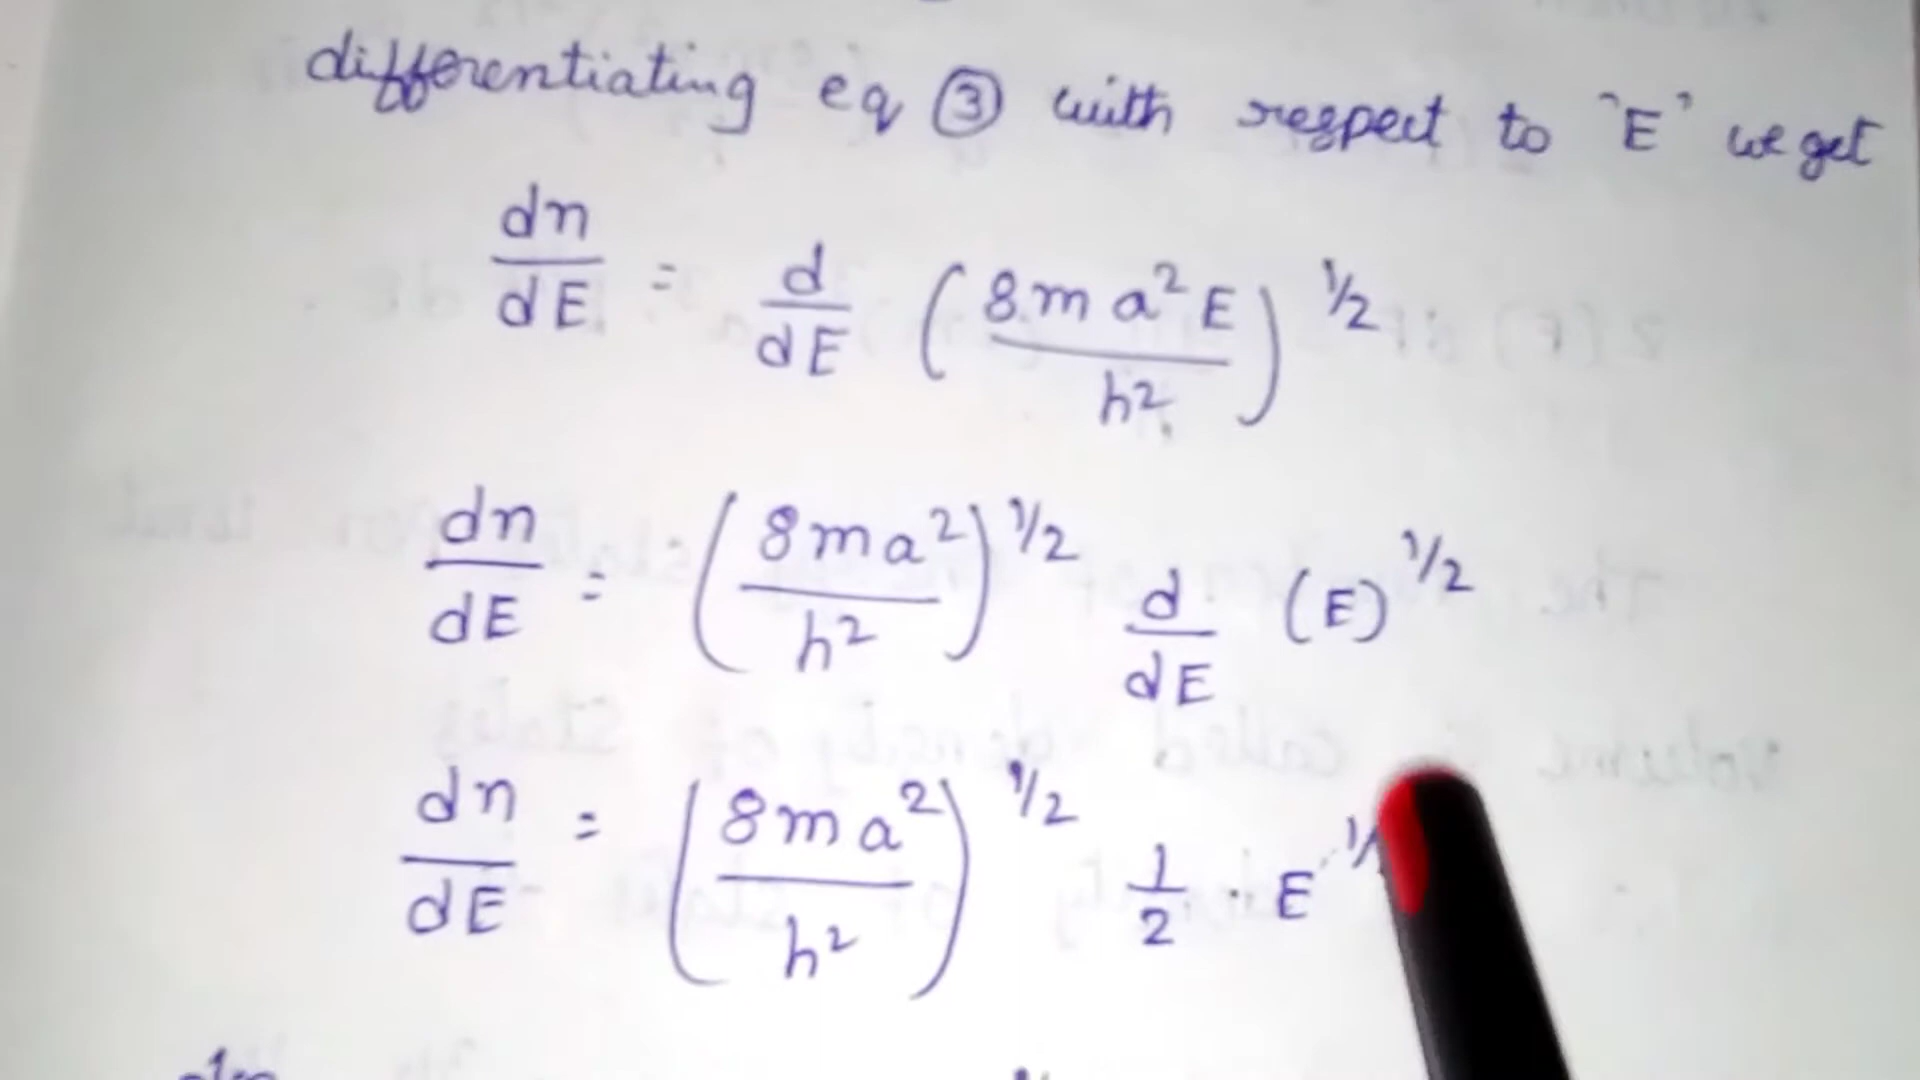 differentiating eq ③ with respect to `E' we get
dn/dE = d/dE (8ma²E/h²)^1/2
dn/dE = (8ma²/h²)^1/2 d/dE (E)^1/2
dn/dE = (8ma²/h²)^1/2 1/2 · E